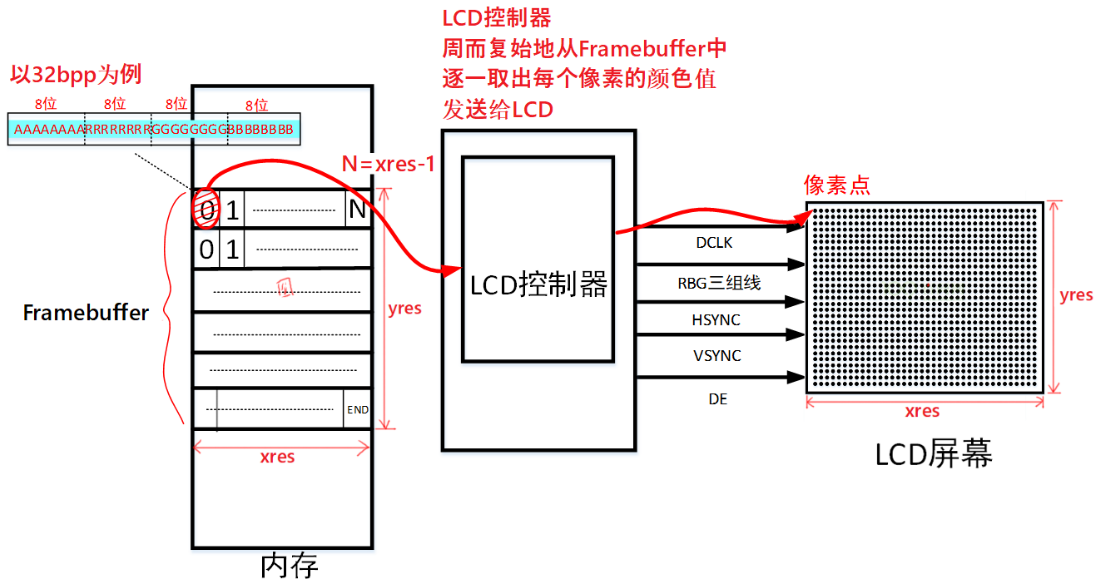 LCD控制器
周而复始地从Framebuffer中
逐一取出每个像素的颜色值
发送给LCD
以32bpp为例
8位 8位 8位 8位
AAAAAAAARRRRRRRRGGGGGGGGBBBBBBBB
N=xres-1
0 1 N
0 1
Framebuffer
yres
END
xres
内存
LCD控制器
DCLK
RBG三组线
HSYNC
VSYNC
DE
像素点
yres
xres
LCD屏幕